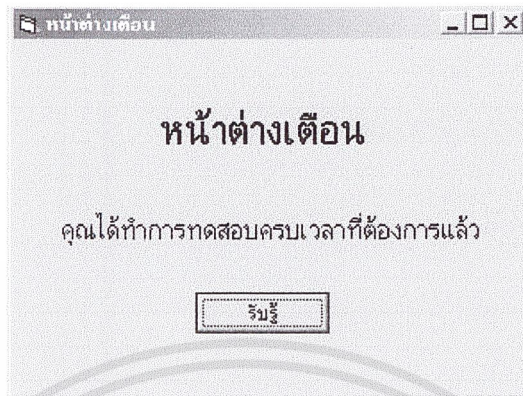 หน้าต่างเตือน
หน้าต่างเตือน
คุณได้ทำการทดสอบครบเวลาที่ต้องการแล้ว
รับรู้